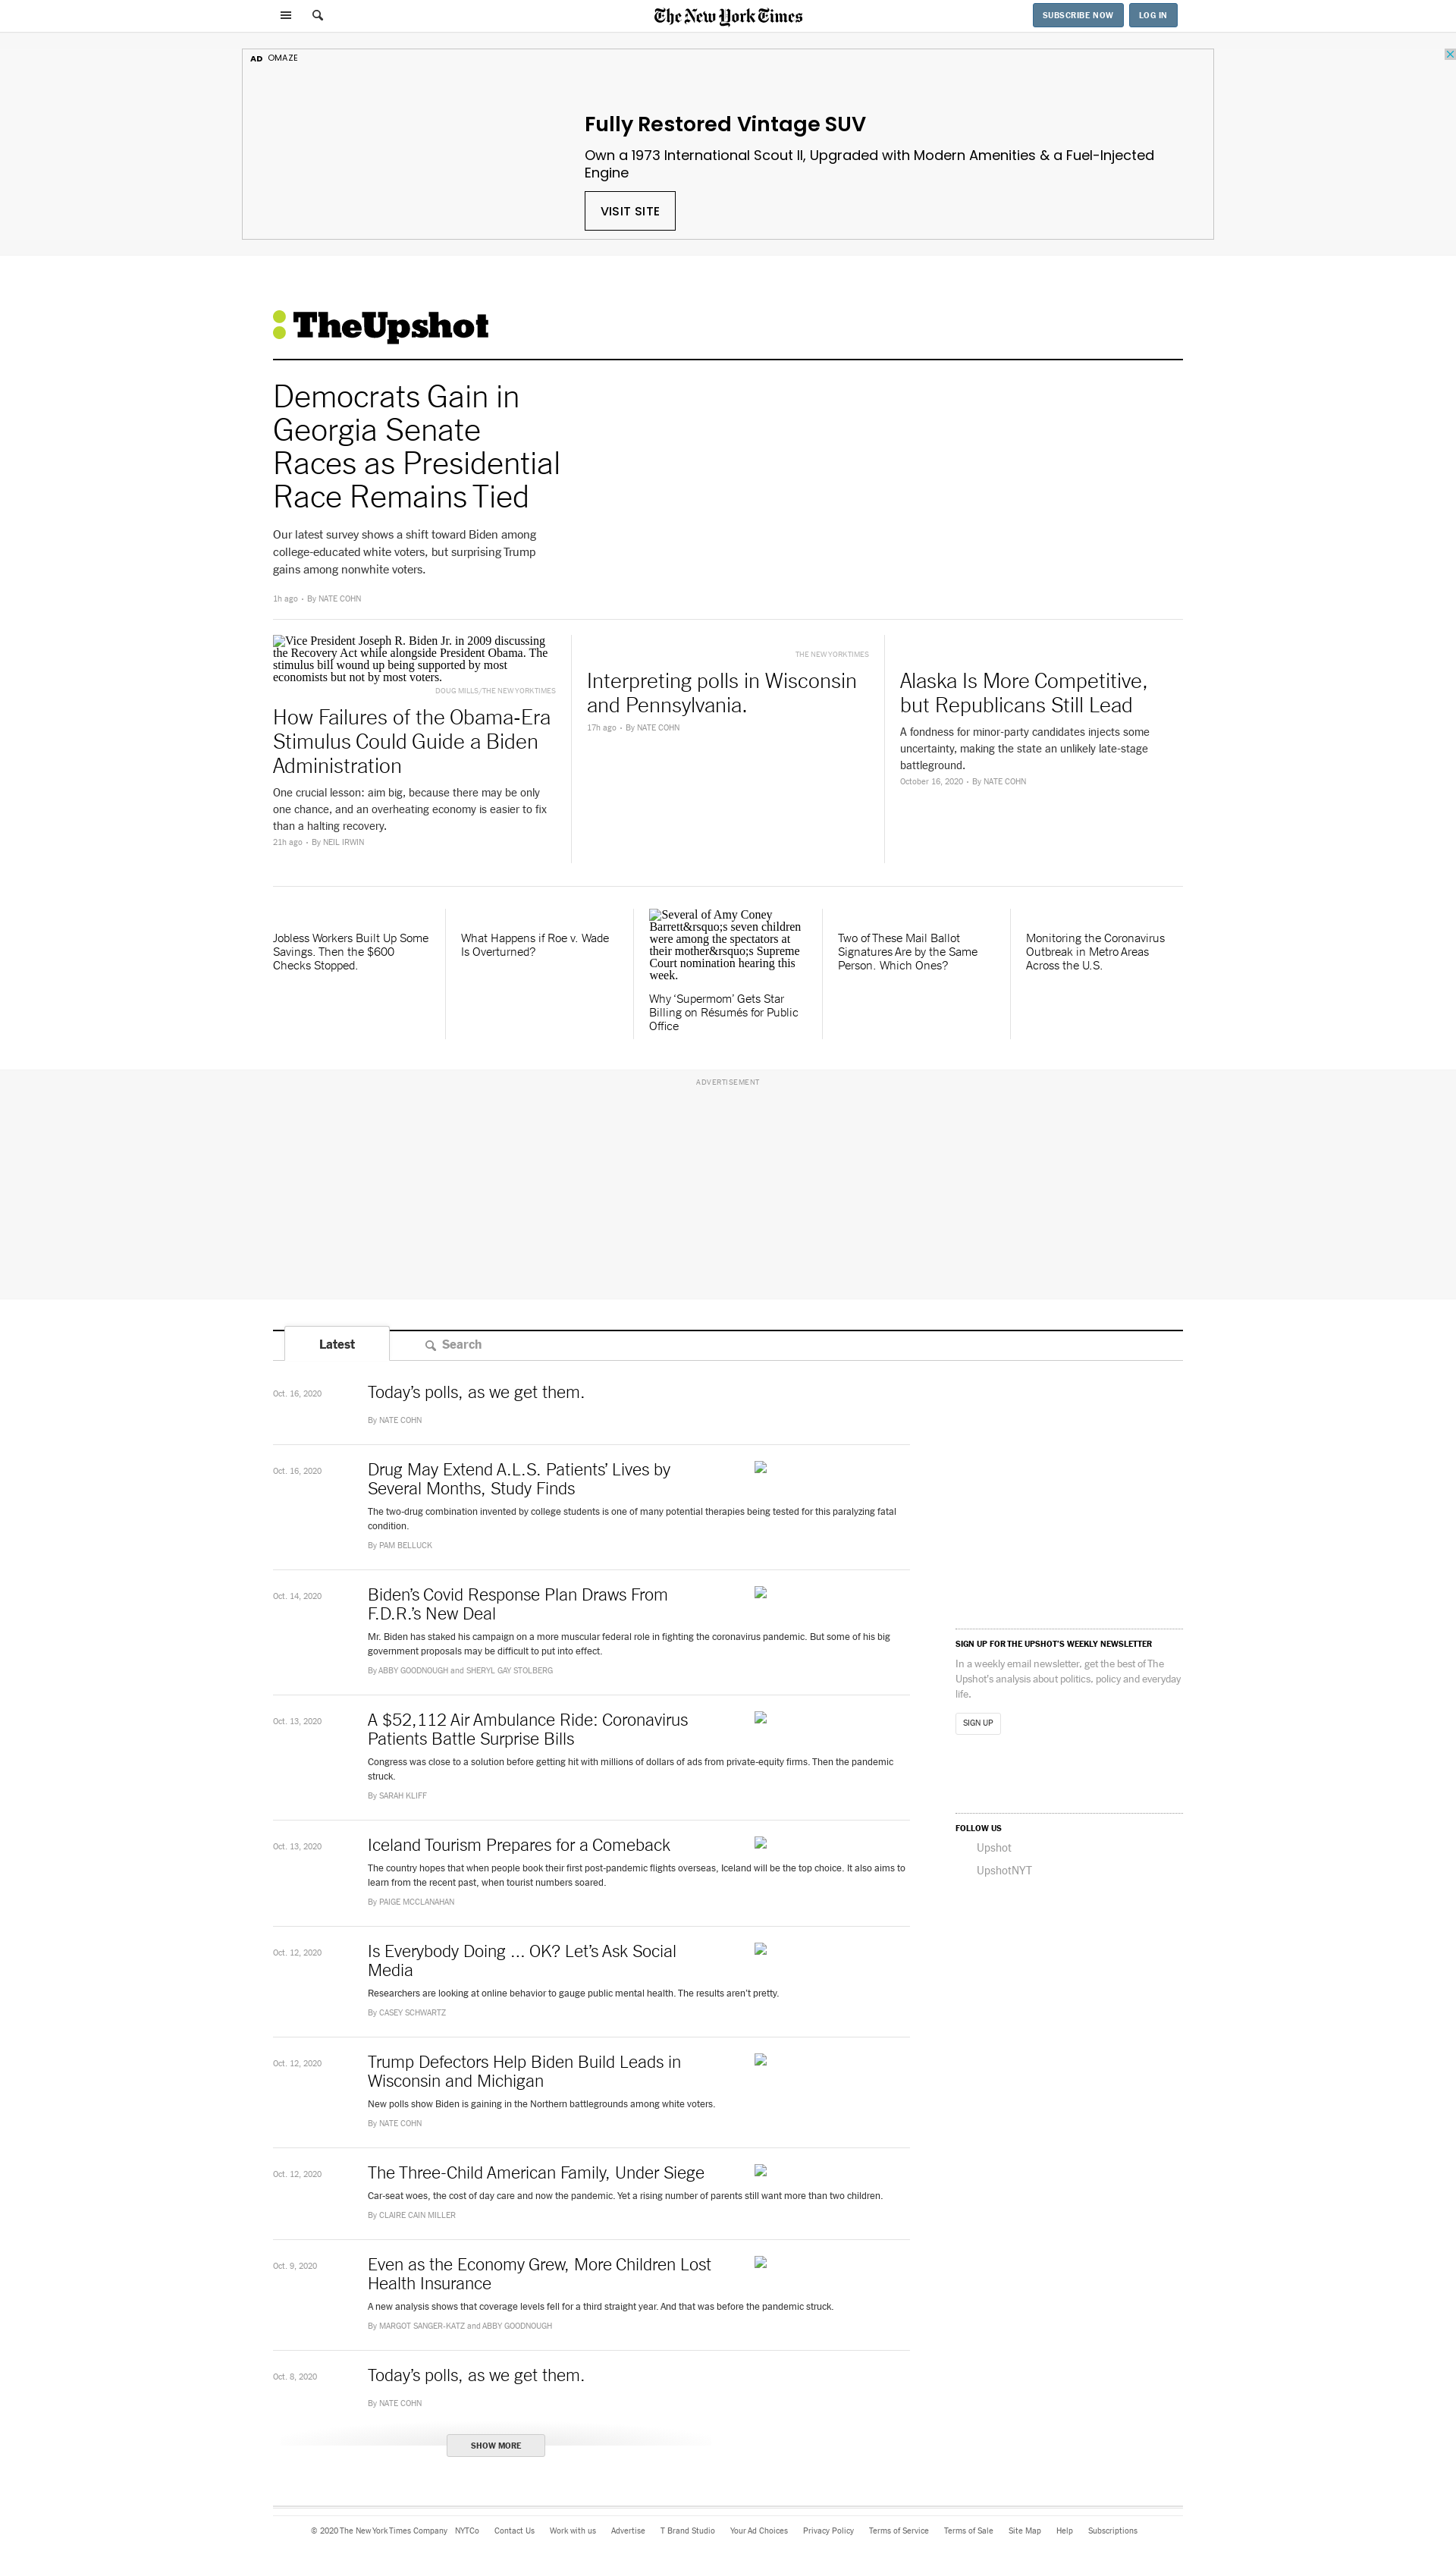 The New York Times
SUBSCRIBE NOW
LOG IN
AD OMAZE
Fully Restored Vintage SUV
Own a 1973 International Scout II, Upgraded with Modern Amenities & a Fuel-Injected
Engine
VISIT SITE
TheUpshot
Democrats Gain in
Georgia Senate
Races as Presidential
Race Remains Tied
Our latest survey shows a shift toward Biden among
college-educated white voters, but surprising Trump
gains among nonwhite voters.
1h ago • By NATE COHN
Vice President Joseph R. Biden Jr. in 2009 discussing
the Recovery Act while alongside President Obama. The
stimulus bill wound up being supported by most
economists but not by most voters.
DOUG MILLS/THE NEW YORK TIMES
How Failures of the Obama-Era
Stimulus Could Guide a Biden
Administration
One crucial lesson: aim big, because there may be only
one chance, and an overheating economy is easier to fix
than a halting recovery.
21h ago • By NEIL IRWIN
THE NEW YORK TIMES
Interpreting polls in Wisconsin
and Pennsylvania.
17h ago • By NATE COHN
Alaska Is More Competitive,
but Republicans Still Lead
A fondness for minor-party candidates injects some
uncertainty, making the state an unlikely late-stage
battleground.
October 16, 2020 • By NATE COHN
Jobless Workers Built Up Some
Savings. Then the $600
Checks Stopped.
What Happens if Roe v. Wade
Is Overturned?
Several of Amy Coney
Barrett&rsquo;s seven children
were among the spectators at
their mother&rsquo;s Supreme
Court nomination hearing this
week.
Why ‘Supermom’ Gets Star
Billing on Résumés for Public
Office
Two of These Mail Ballot
Signatures Are by the Same
Person. Which Ones?
Monitoring the Coronavirus
Outbreak in Metro Areas
Across the U.S.
ADVERTISEMENT
Latest
Search
Oct. 16, 2020
Today’s polls, as we get them.
By NATE COHN
Oct. 16, 2020
Drug May Extend A.L.S. Patients’ Lives by
Several Months, Study Finds
The two-drug combination invented by college students is one of many potential therapies being tested for this paralyzing fatal
condition.
By PAM BELLUCK
Oct. 14, 2020
Biden’s Covid Response Plan Draws From
F.D.R.’s New Deal
Mr. Biden has staked his campaign on a more muscular federal role in fighting the coronavirus pandemic. But some of his big
government proposals may be difficult to put into effect.
By ABBY GOODNOUGH and SHERYL GAY STOLBERG
Oct. 13, 2020
A $52,112 Air Ambulance Ride: Coronavirus
Patients Battle Surprise Bills
Congress was close to a solution before getting hit with millions of dollars of ads from private-equity firms. Then the pandemic
struck.
By SARAH KLIFF
Oct. 13, 2020
Iceland Tourism Prepares for a Comeback
The country hopes that when people book their first post-pandemic flights overseas, Iceland will be the top choice. It also aims to
learn from the recent past, when tourist numbers soared.
By PAIGE MCCLANAHAN
Oct. 12, 2020
Is Everybody Doing ... OK? Let’s Ask Social
Media
Researchers are looking at online behavior to gauge public mental health. The results aren’t pretty.
By CASEY SCHWARTZ
Oct. 12, 2020
Trump Defectors Help Biden Build Leads in
Wisconsin and Michigan
New polls show Biden is gaining in the Northern battlegrounds among white voters.
By NATE COHN
Oct. 12, 2020
The Three-Child American Family, Under Siege
Car-seat woes, the cost of day care and now the pandemic. Yet a rising number of parents still want more than two children.
By CLAIRE CAIN MILLER
Oct. 9, 2020
Even as the Economy Grew, More Children Lost
Health Insurance
A new analysis shows that coverage levels fell for a third straight year. And that was before the pandemic struck.
By MARGOT SANGER-KATZ and ABBY GOODNOUGH
Oct. 8, 2020
Today’s polls, as we get them.
By NATE COHN
SHOW MORE
SIGN UP FOR THE UPSHOT’S WEEKLY NEWSLETTER
In a weekly email newsletter, get the best of The
Upshot’s analysis about politics, policy and everyday
life.
SIGN UP
FOLLOW US
Upshot
UpshotNYT
© 2020 The New York Times Company NYTCo Contact Us Work with us Advertise T Brand Studio Your Ad Choices Privacy Policy Terms of Service Terms of Sale Site Map Help Subscriptions